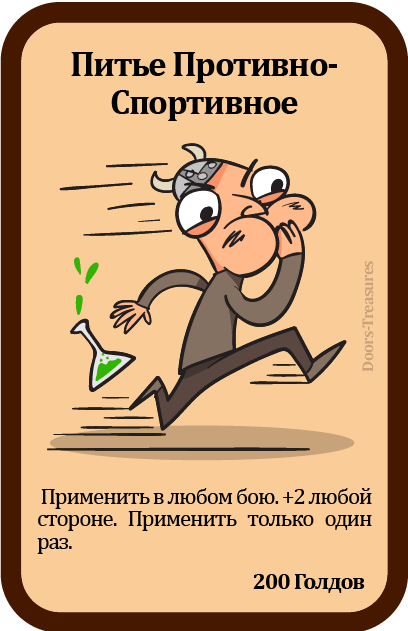 Питье Противно-
Спортивное
Doors-Treasures
Применить в любом бою. +2 любой
стороне. Применить только один
раз.
200 Голдов